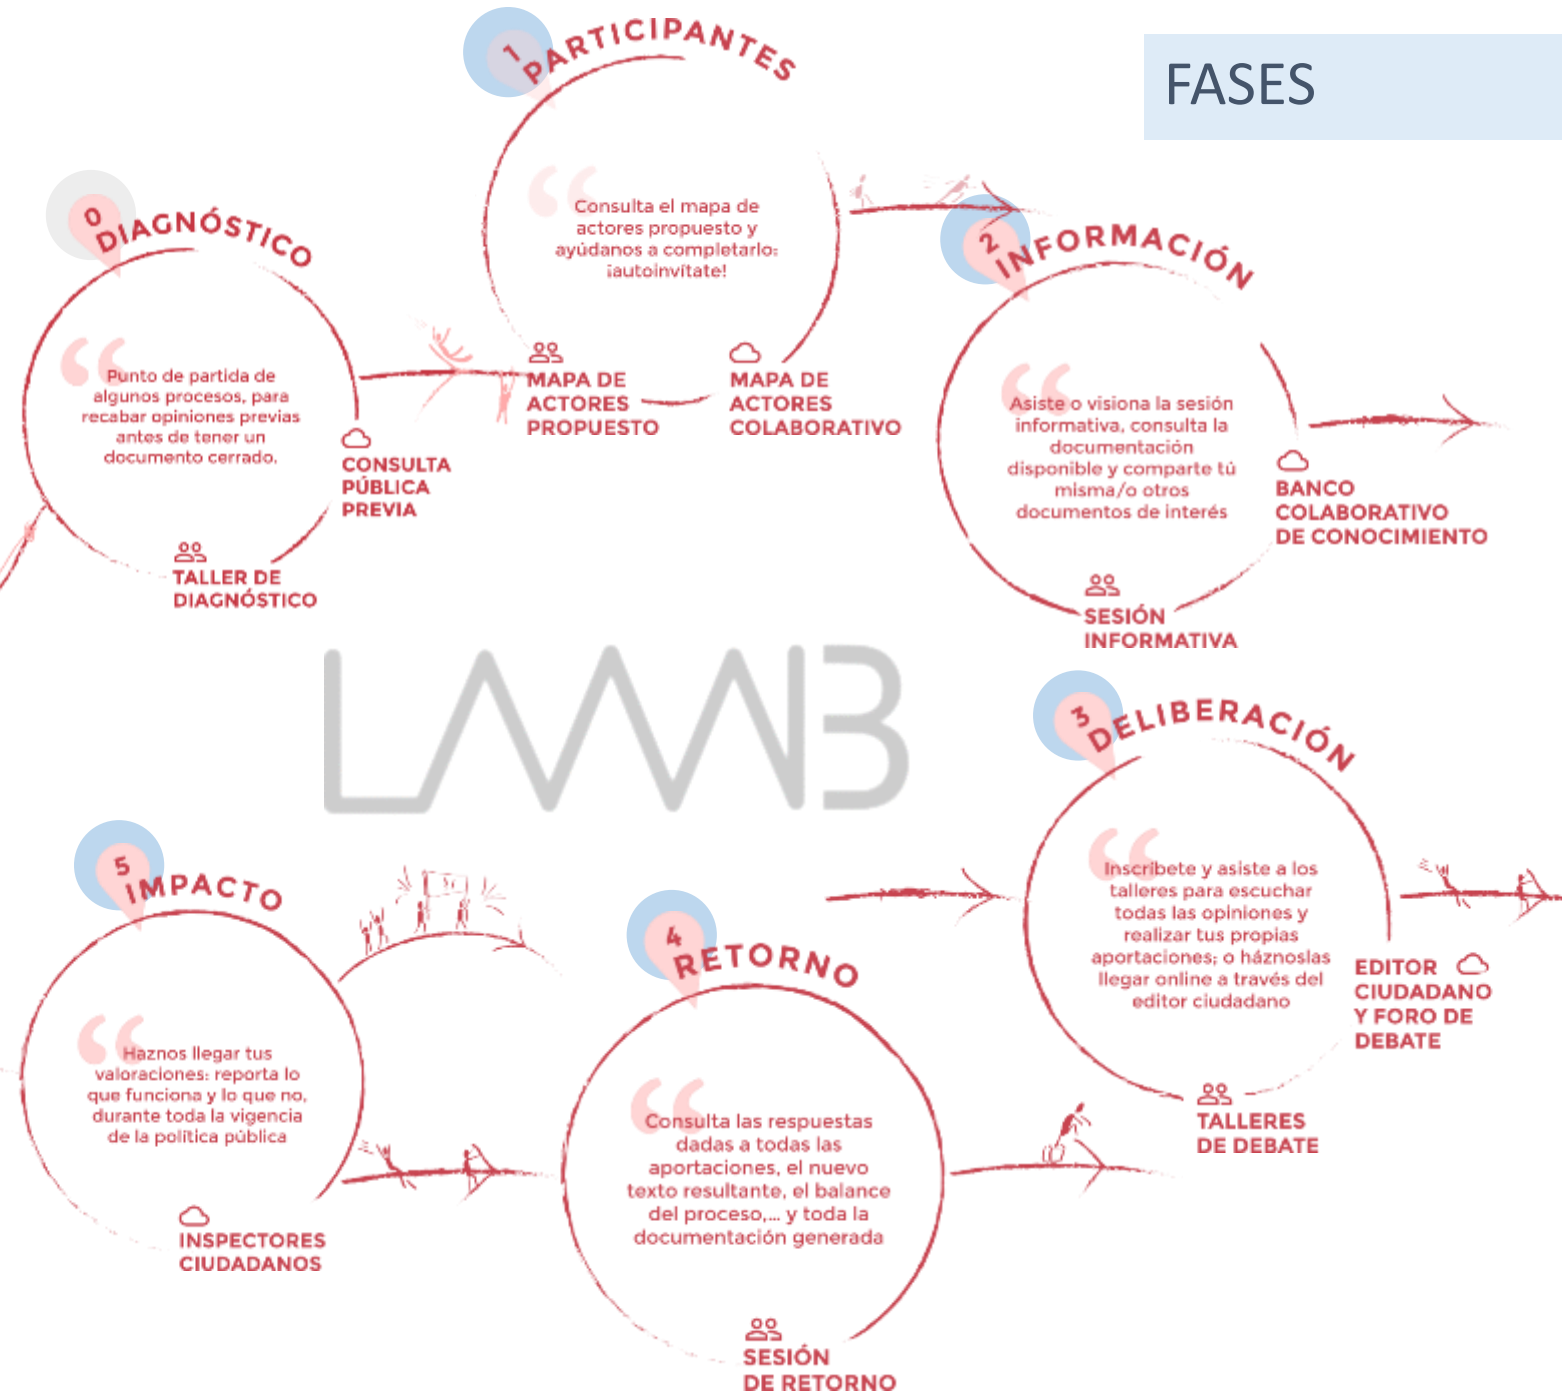 FASES
0
DIAGNÓSTICO
Punto de partida de
algunos procesos, para
recabar opiniones previas
antes de tener un
documento cerrado.
CONSULTA
PÚBLICA
PREVIA
TALLER DE
DIAGNÓSTICO
1
PARTICIPANTES
Consulta el mapa de
actores propuesto y
ayúdanos a completarlo:
¡autoinvítate!
MAPA DE
ACTORES
PROPUESTO
MAPA DE
ACTORES
COLABORATIVO
2
INFORMACIÓN
Asiste o visiona la sesión
informativa, consulta la
documentación
disponible y comparte tú
misma/o otros
documentos de interés
BANCO
COLABORATIVO
DE CONOCIMIENTO
SESIÓN
INFORMATIVA
LAAAB
3
DELIBERACIÓN
Inscríbete y asiste a los
talleres para escuchar
todas las opiniones y
realizar tus propias
aportaciones; o háznoslas
llegar online a través del
editor ciudadano
EDITOR
CIUDADANO
Y FORO DE
DEBATE
TALLERES
DE DEBATE
4
RETORNO
Consulta las respuestas
dadas a todas las
aportaciones, el nuevo
texto resultante, el balance
del proceso,... y toda la
documentación generada
SESIÓN
DE RETORNO
5
IMPACTO
Haznos llegar tus
valoraciones: reporta lo
que funciona y lo que no,
durante toda la vigencia
de la política pública
INSPECTORES
CIUDADANOS